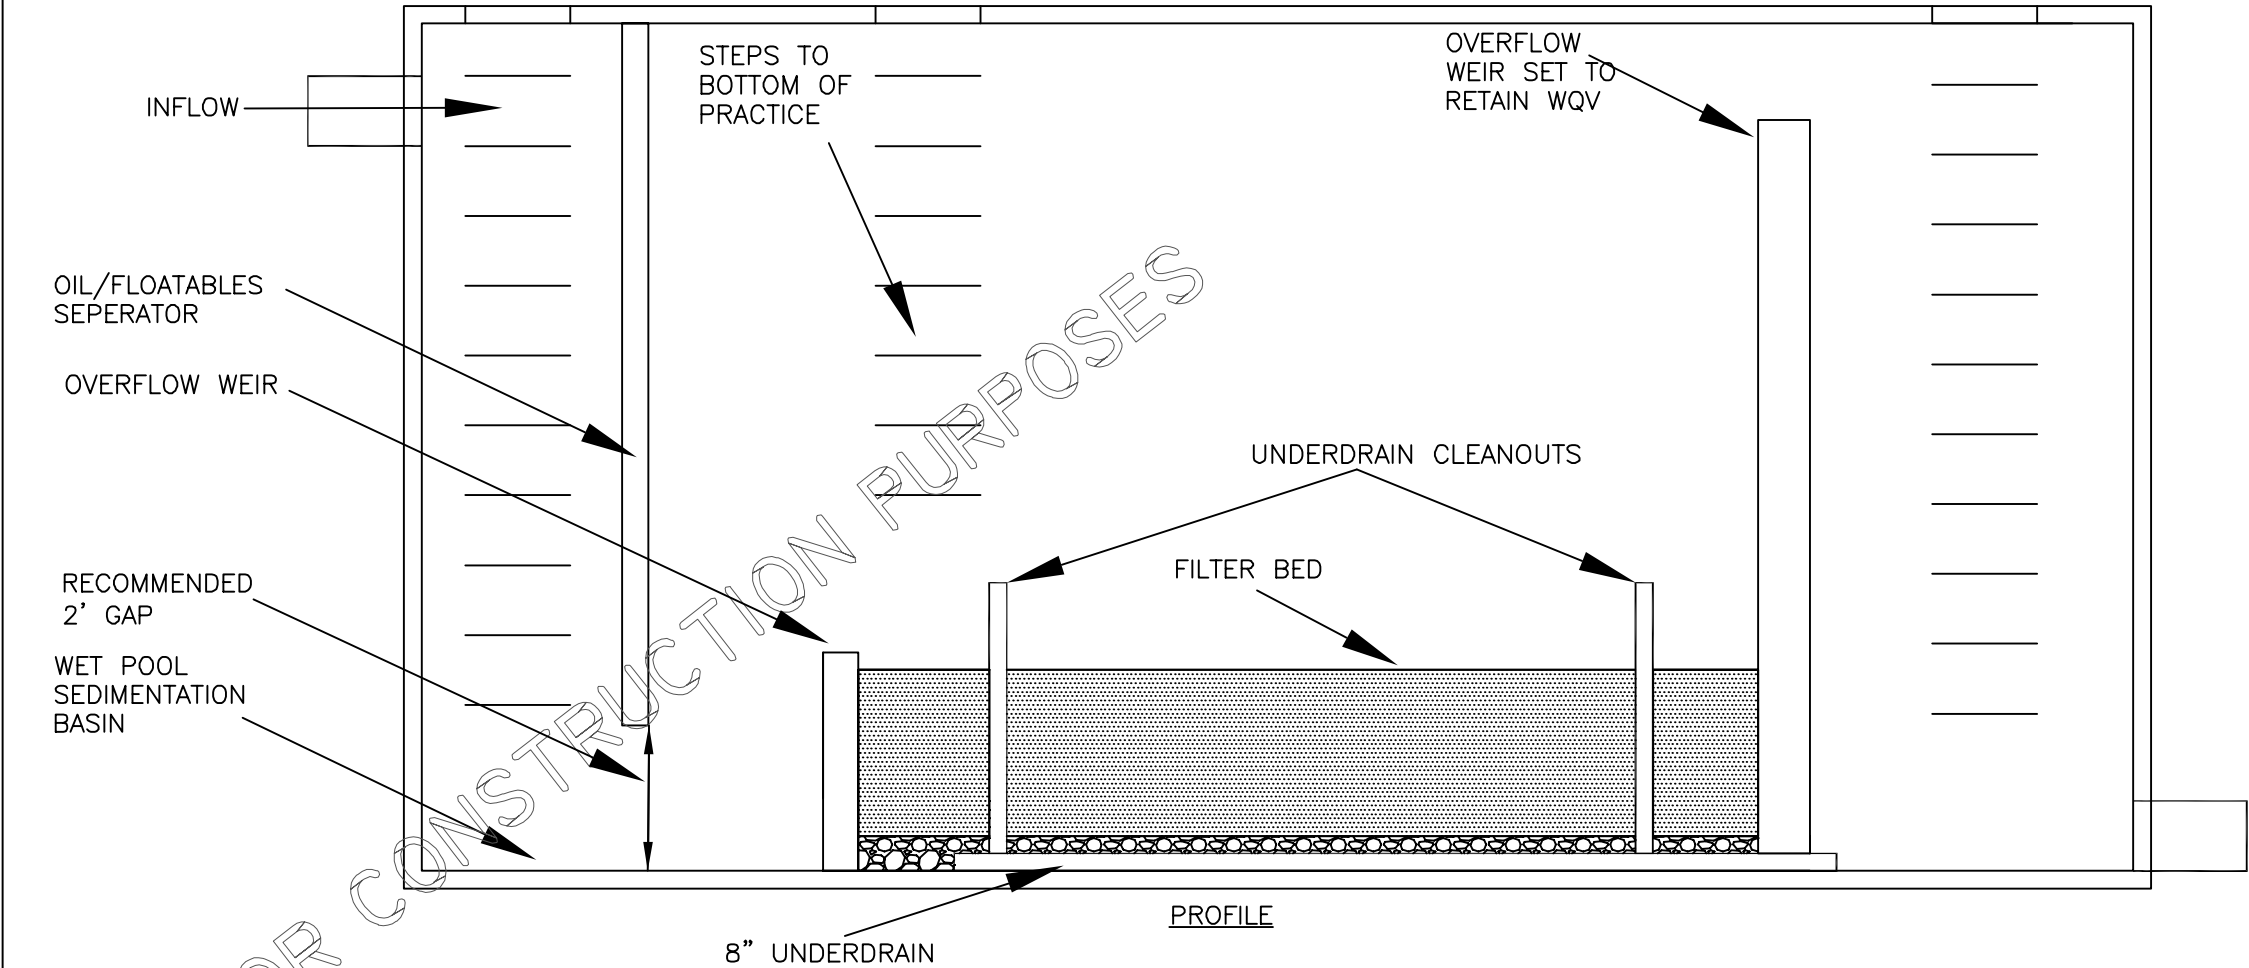 STEPS TO
BOTTOM OF
PRACTICE
OVERFLOW
WEIR SET TO
RETAIN WQV
INFLOW
OIL/FLOATABLES
SEPERATOR
OVERFLOW WEIR
UNDERDRAIN CLEANOUTS
FILTER BED
RECOMMENDED
2' GAP
WET POOL
SEDIMENTATION
BASIN
PROFILE
8" UNDERDRAIN
OR CONSTRUCTION PURPOSES